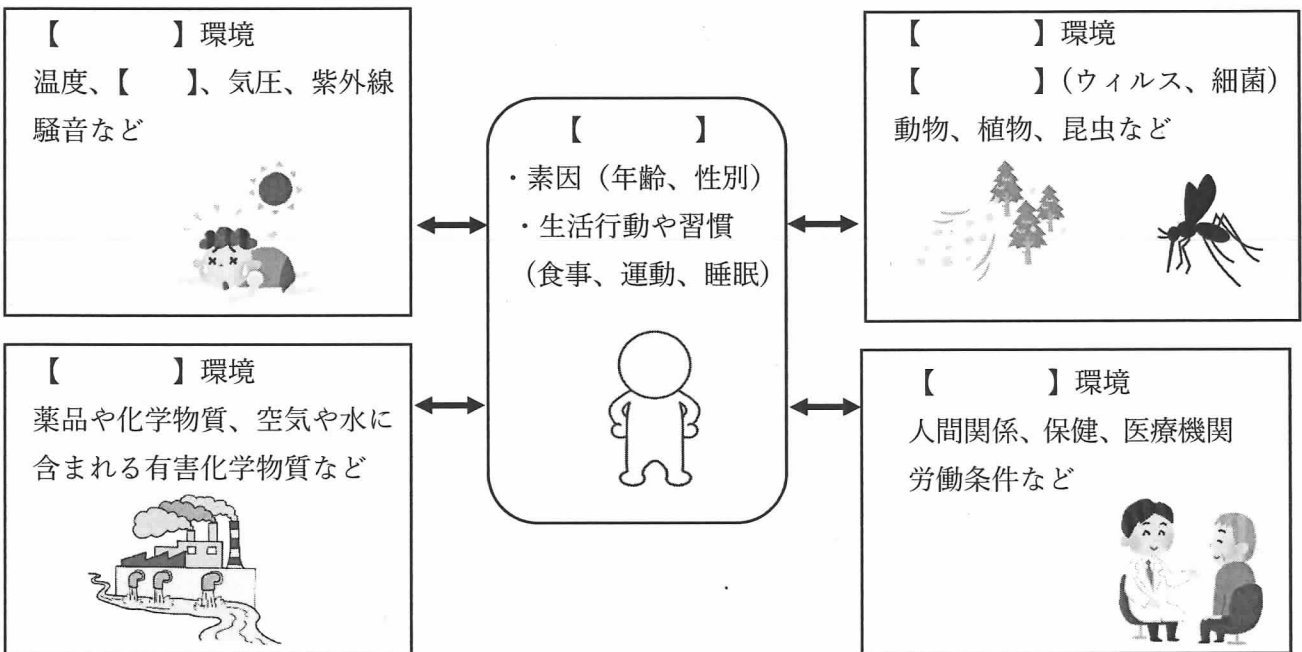 【　　　】環境
温度、【　　】、気圧、紫外線
騒音など
【　　　】環境
薬品や化学物質、空気や水に
含まれる有害化学物質など
【　　　】
・素因（年齢、性別）
・生活行動や習慣
（食事、運動、睡眠）
【　　　】環境
【　　　】（ウィルス、細菌）
動物、植物、昆虫など
【　　　】環境
人間関係、保健、医療機関
労働条件など